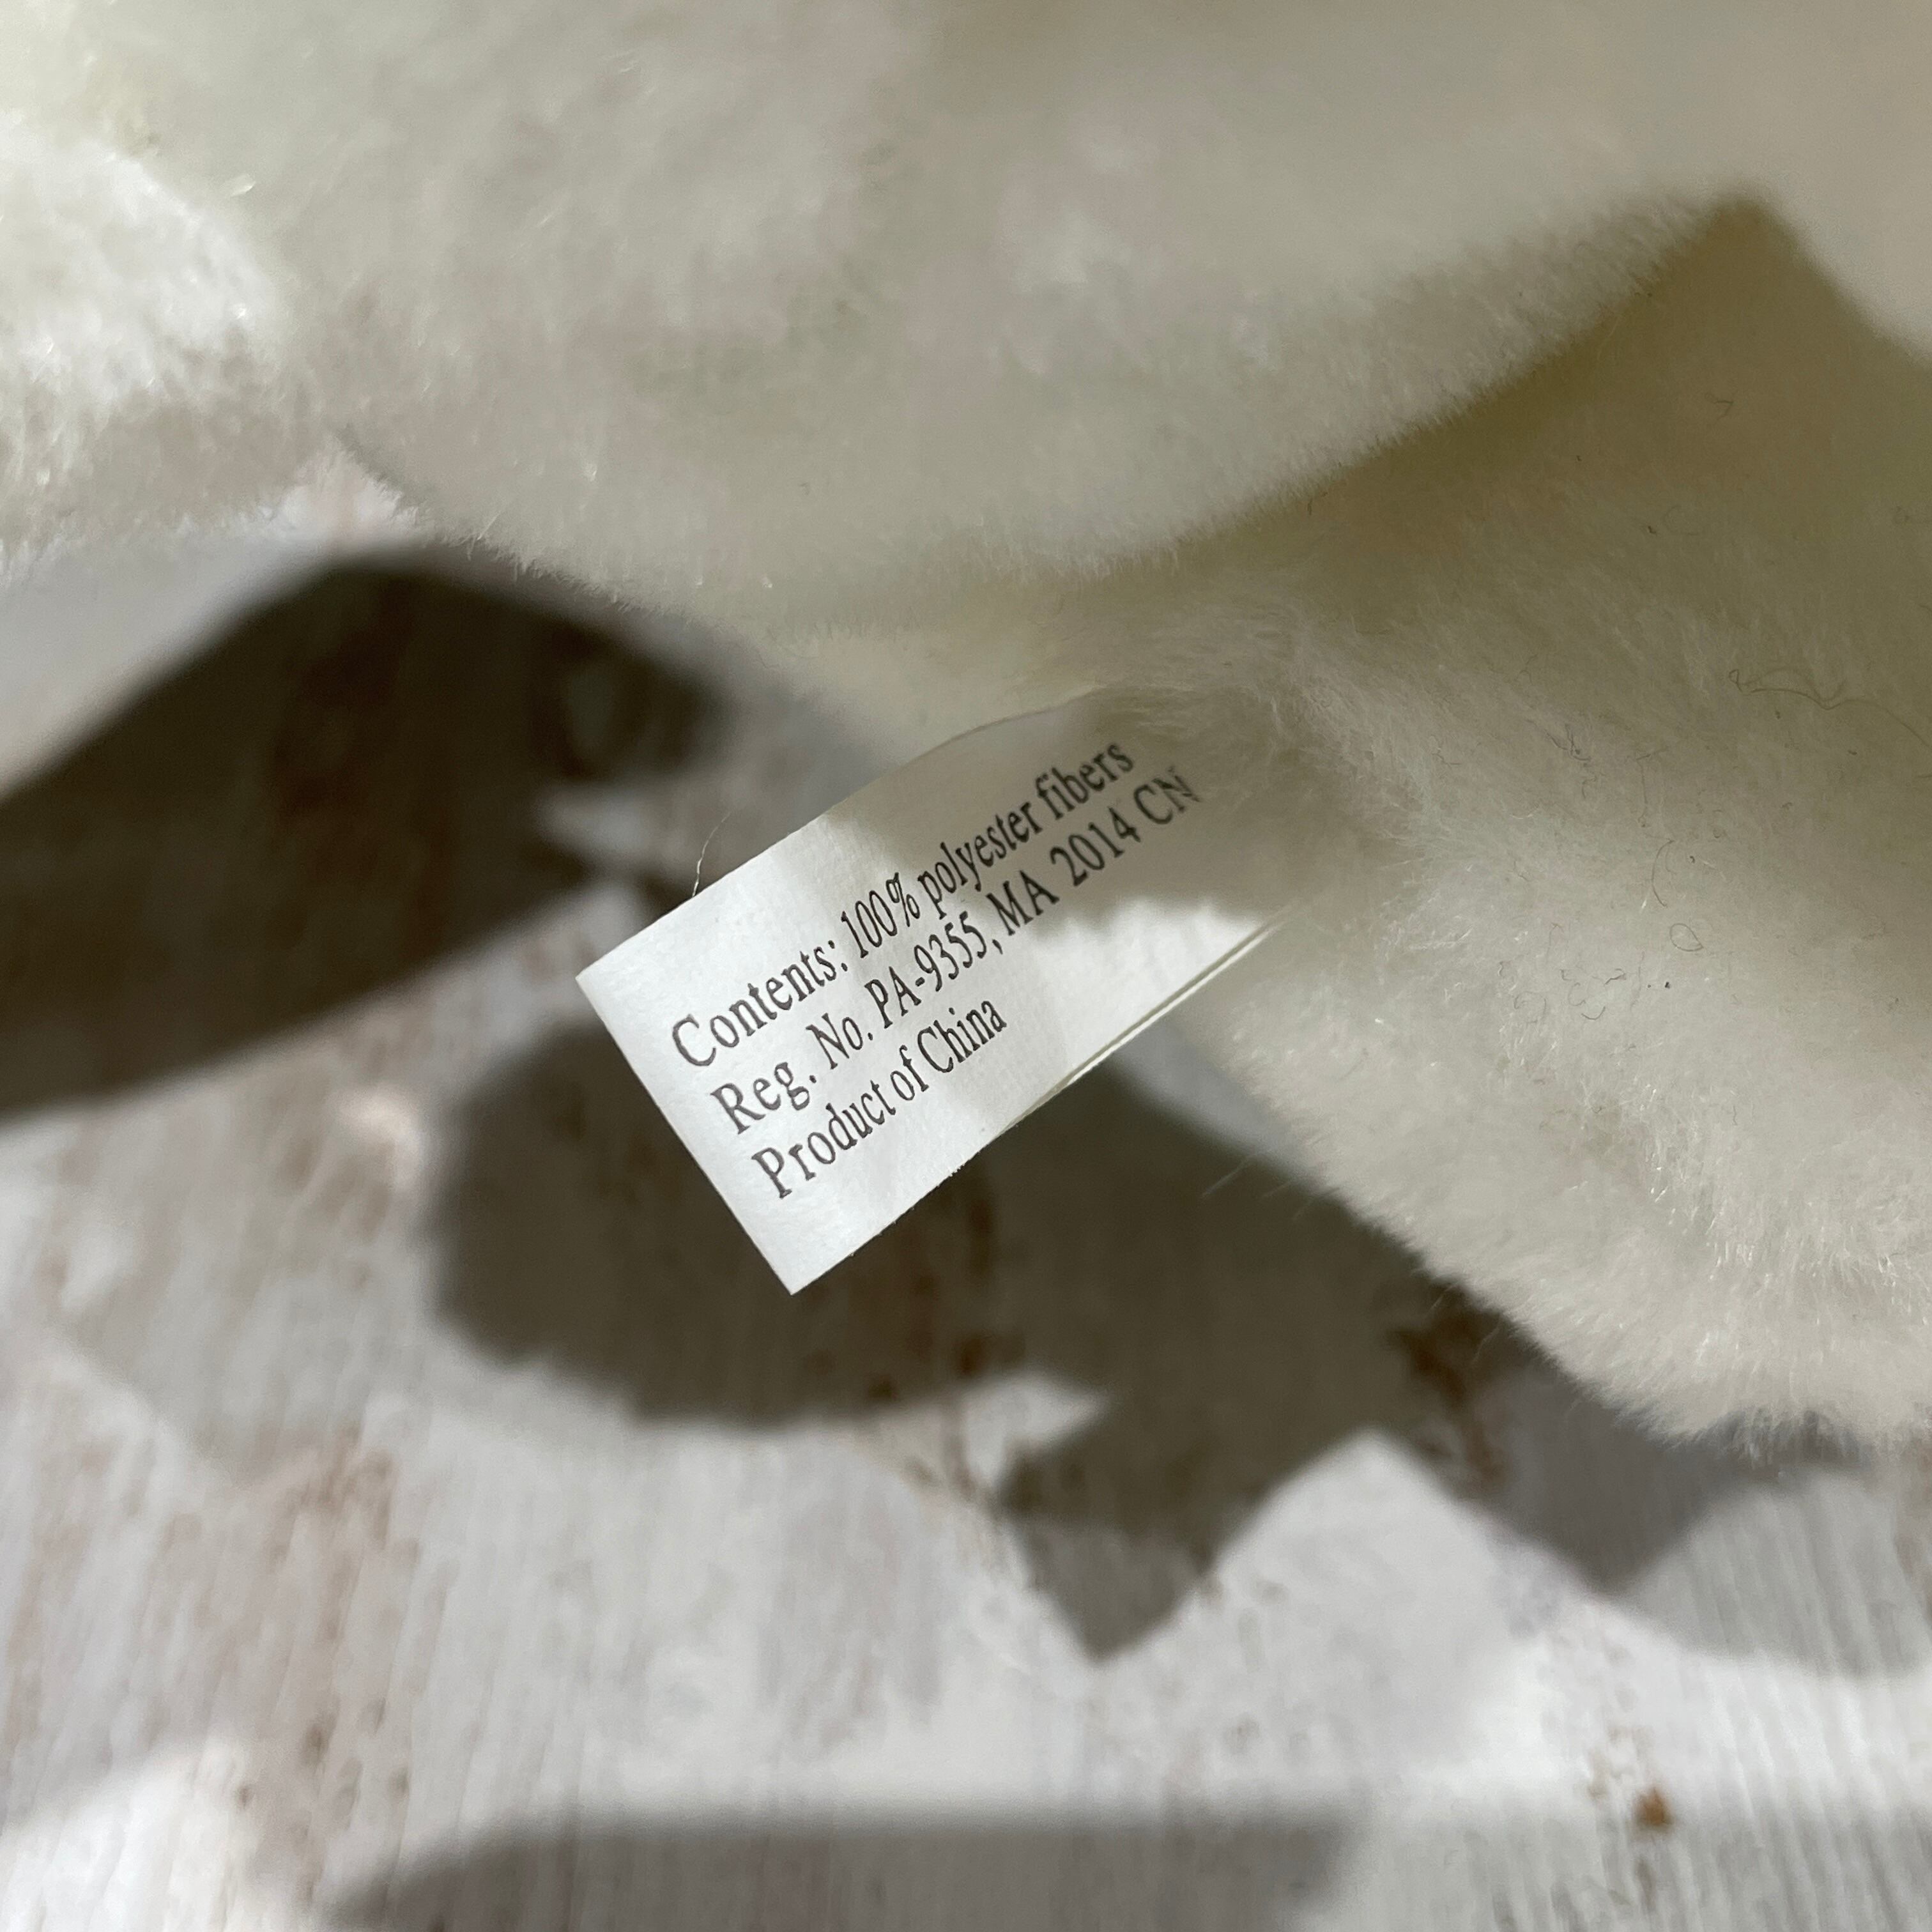 Contents: 100% polyester fibers
Reg. No. PA-9355, MA 2014 CN
Product of China